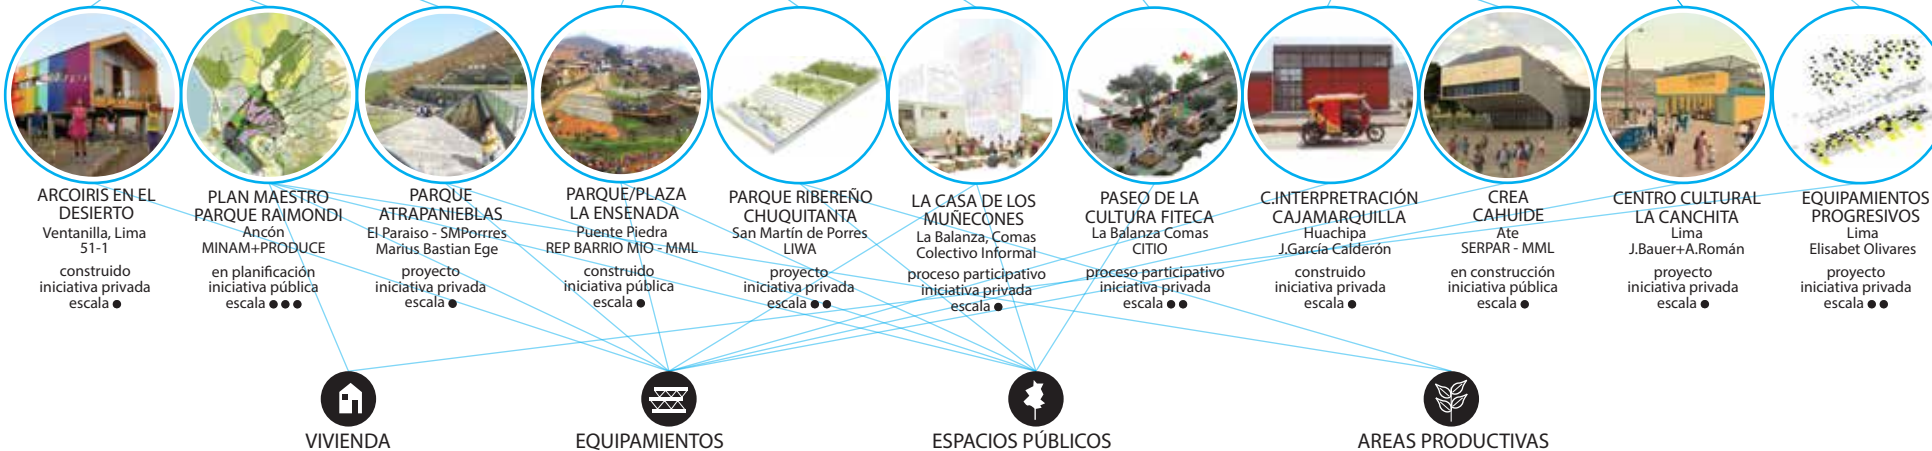 ARCOIRIS EN EL
DESIERTO
Ventanilla, Lima
51-1
construido
iniciativa privada
escala ●
PLAN MAESTRO
PARQUE RAIMONDI
Ancón
MINAM+PRODUCE
en planificación
iniciativa pública
escala ● ● ●
PARQUE
ATRAPANIEBLAS
El Paraiso - SMPorrres
Marius Bastian Ege
proyecto
iniciativa privada
escala ●
PARQUE/PLAZA
LA ENSENADA
Puente Piedra
REP BARRIO MIO - MML
construido
iniciativa pública
escala ●
PARQUE RIBEREÑO
CHUQUITANTA
San Martín de Porres
LIWA
proyecto
iniciativa privada
escala ● ●
LA CASA DE LOS
MUÑECONES
La Balanza, Comas
Colectivo Informal
proceso participativo
iniciativa privada
escala ●
PASEO DE LA
CULTURA FITECA
La Balanza Comas
CITIO
proceso participativo
iniciativa privada
escala ● ●
C.INTERPRETRACIÓN
CAJAMARQUILLA
Huachipa
J.García Calderón
construido
iniciativa privada
escala ●
CREA
CAHUIDE
Ate
SERPAR - MML
en construcción
iniciativa pública
escala ●
CENTRO CULTURAL
LA CANCHITA
Lima
J.Bauer+A.Román
proyecto
iniciativa privada
escala ●
EQUIPAMIENTOS
PROGRESIVOS
Lima
Elisabet Olivares
proyecto
iniciativa privada
escala ● ●
VIVIENDA
EQUIPAMIENTOS
ESPACIOS PÚBLICOS
AREAS PRODUCTIVAS